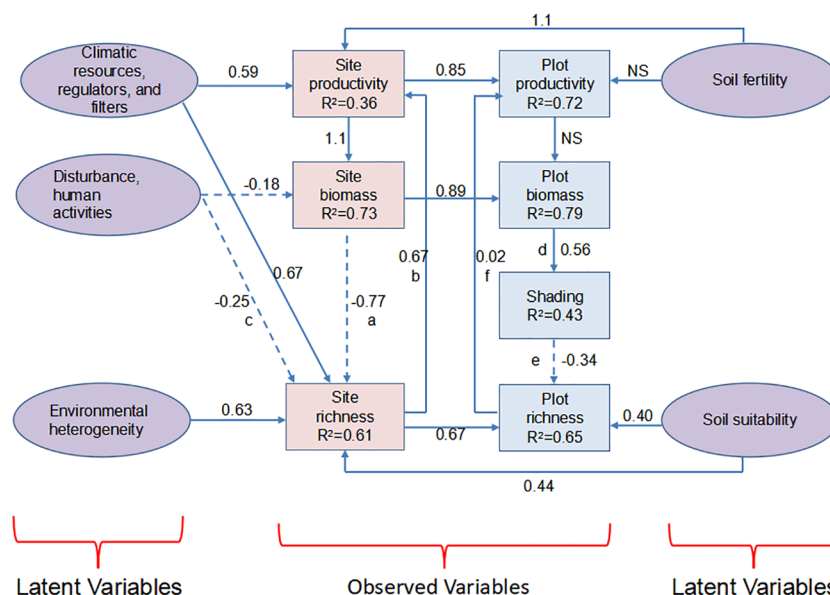 1.1
Climatic
resources,
regulators, and
filters
0.59
Site
productivity
R²=0.36
0.85
Plot
productivity
R²=0.72
NS
Soil fertility
1.1
NS
Disturbance,
human
activities
-0.18
Site
biomass
R²=0.73
0.89
Plot
biomass
R²=0.79
0.67
b
0.02
f
d
0.56
0.67
-0.25
c
-0.77
a
Shading
R²=0.43
e
-0.34
Environmental
heterogeneity
0.63
Site
richness
R²=0.61
0.67
Plot
richness
R²=0.65
0.40
Soil suitability
0.44
Latent Variables
Observed Variables
Latent Variables